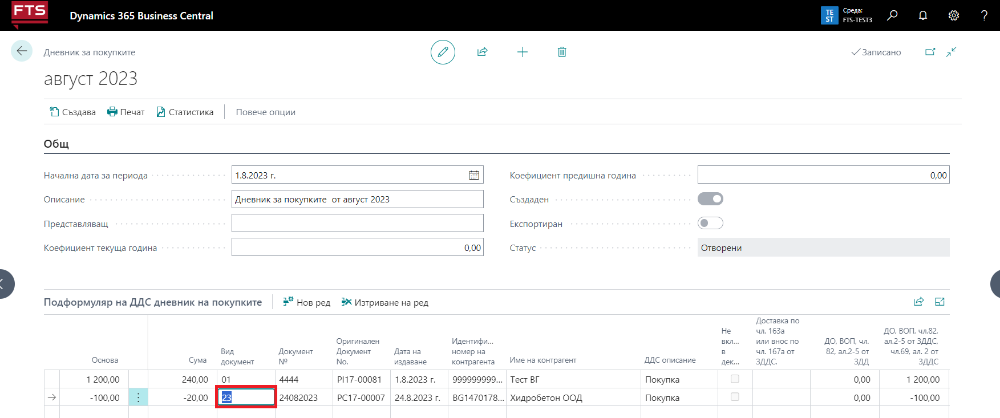 FTS
Dynamics 365 Business Central
TE
ST
Среда:
FTS-TEST3
Дневник за покупките
Записано
август 2023
Създава
Печат
Статистика
Повече опции
Общ
Начална дата за периода
1.8.2023 г.
Коефициент предишна година
0,00
Описание
Дневник за покупките от август 2023
Създаден
Представляващ
Експортиран
Коефициент текуща година
0,00
Статус
Отворени
Подформуляр на ДДС дневник на покупките
Нов ред
Изтриване на ред
Основа
Сума
Вид
документ
Документ
№
Оригинален
Документ
No.
Дата на
издаване
Идентифи...
номер на
контрагента
Име на контрагент
ДДС описание
Не
вкл...
в
дек...
Доставка по
чл. 163а
или внос по
чл. 167а от
ЗДДС.
ДО, ВОП, чл.
82, ал.2-5 от
ЗДД
ДО, ВОП, чл.82,
ал.2-5 от ЗДДС,
чл.69, ал. 2 от
ЗДДС
1 200,00 240,00 01 4444 PI17-00081 1.8.2023 г. 999999999... Тест ВГ Покупка 0,00 1 200,00
-100,00 -20,00 23 24082023 PC17-00007 24.8.2023 г. BG1470178... Хидробетон ООД Покупка 0,00 -100,00